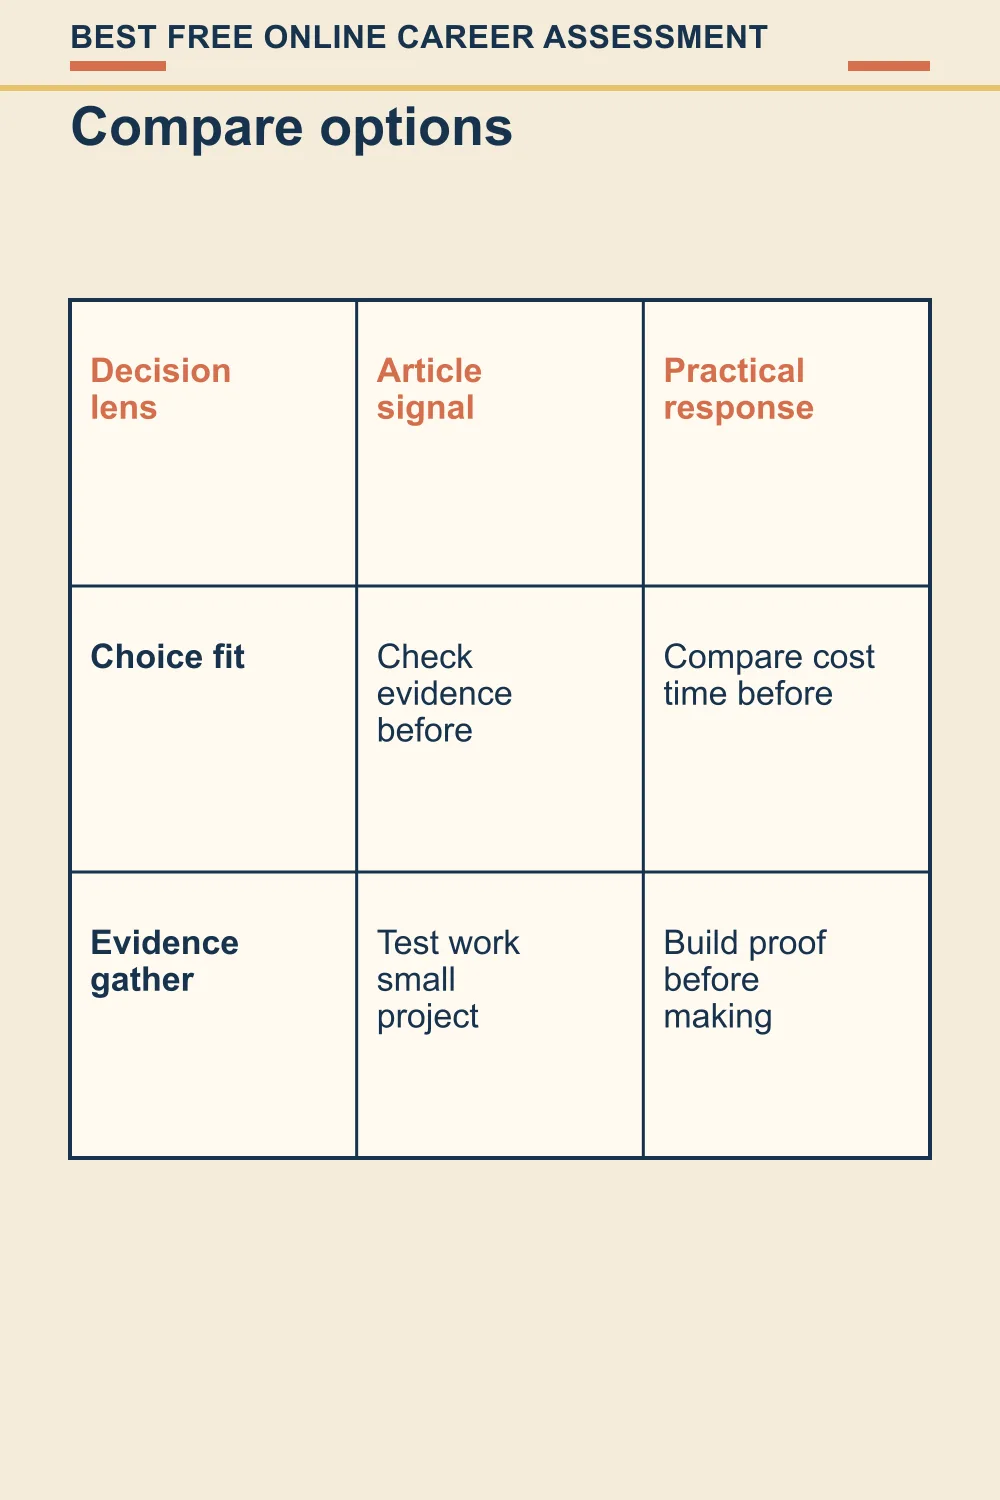 BEST FREE ONLINE CAREER ASSESSMENT
Compare options
Decision
lens
Article
signal
Practical
response
Choice fit
Check
evidence
before
Compare cost
time before
Evidence
gather
Test work
small
project
Build proof
before
making